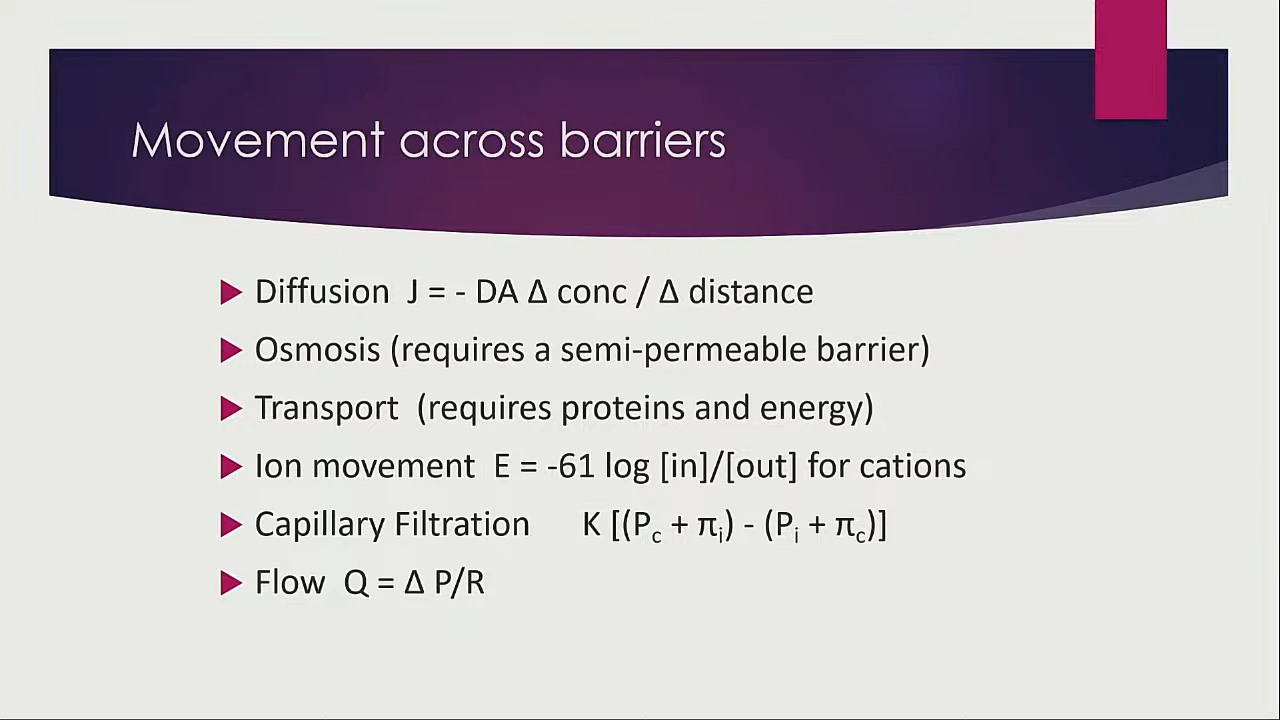 Movement across barriers
Diffusion J = - DA Δ conc / Δ distance
Osmosis (requires a semi-permeable barrier)
Transport (requires proteins and energy)
Ion movement E = -61 log [in]/[out] for cations
Capillary Filtration K [(Pc + πi) - (Pi + πc)]
Flow Q = Δ P/R